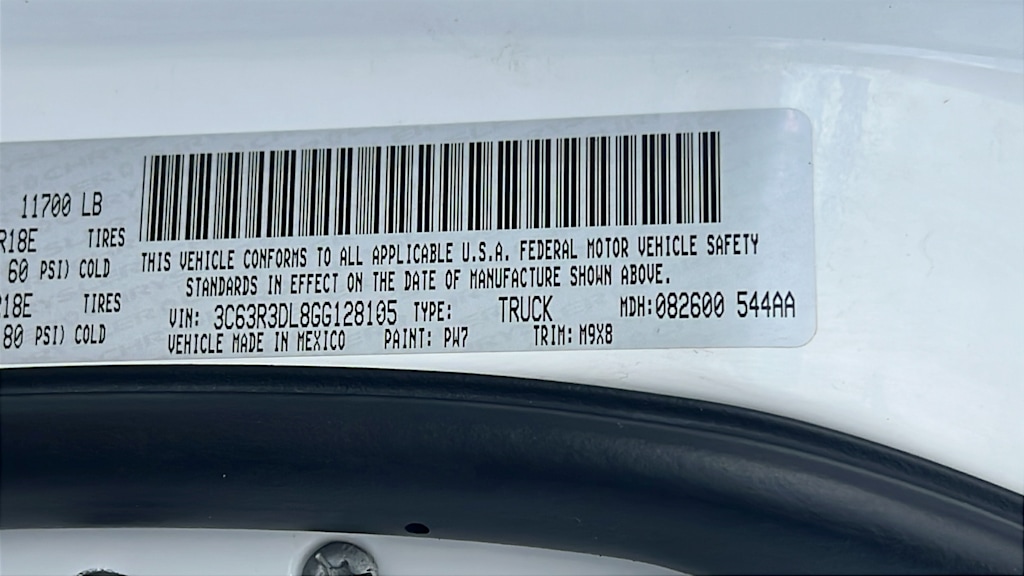 11700 LB
R18E TIRES
60 PSI) COLD
R18E TIRES
80 PSI) COLD
THIS VEHICLE CONFORMS TO ALL APPLICABLE U.S.A. FEDERAL MOTOR VEHICLE SAFETY
STANDARDS IN EFFECT ON THE DATE OF MANUFACTURE SHOWN ABOVE.
VIN: 3C63R3DL8GG128105 TYPE: TRUCK MDH:082600 544AA
VEHICLE MADE IN MEXICO PAINT: PW7 TRIM: M9X8